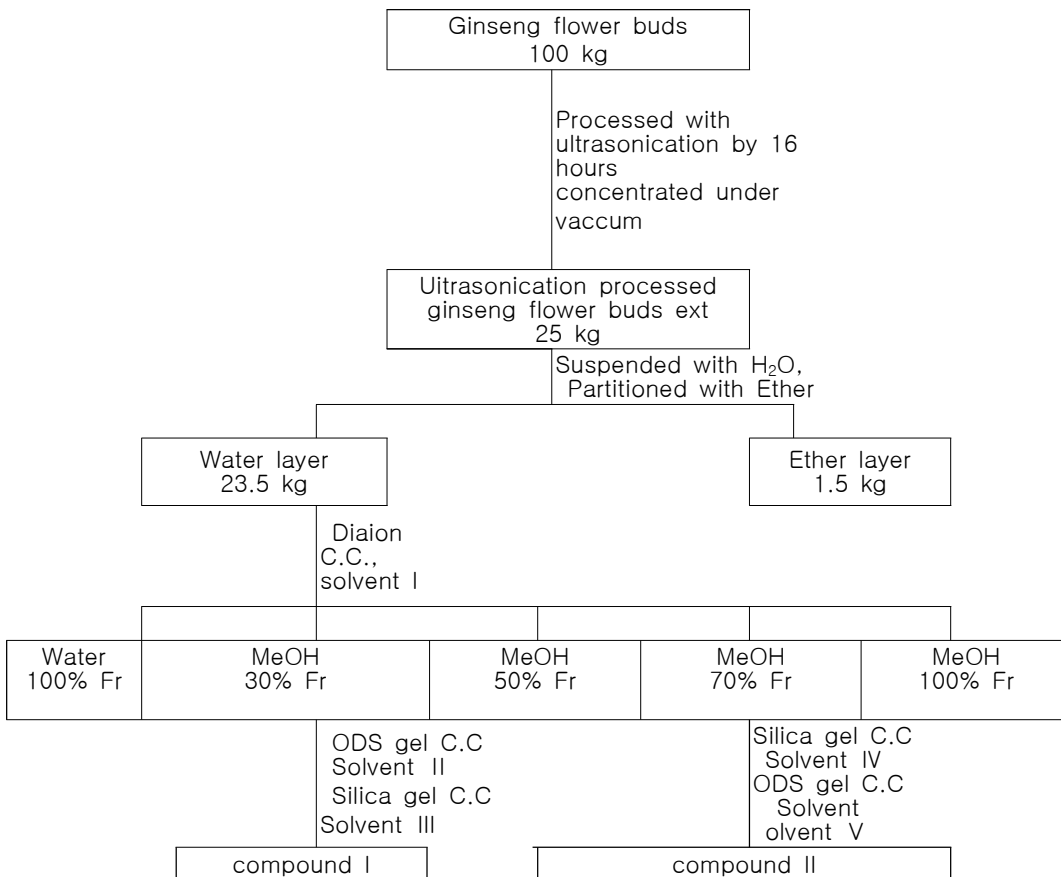 Ginseng flower buds
100 kg
Processed with
ultrasonication by 16
hours
concentrated under
vaccum
Uitrasonication processed
ginseng flower buds ext
25 kg
Suspended with H₂O,
Partitioned with Ether
Water layer
23.5 kg
Ether layer
1.5 kg
Diaion
C.C.,
solvent I
Water
100% Fr
MeOH
30% Fr
MeOH
50% Fr
MeOH
70% Fr
MeOH
100% Fr
ODS gel C.C
Solvent II
Silica gel C.C
Solvent III
Silica gel C.C
Solvent IV
ODS gel C.C
Solvent
olvent V
compound I
compound II